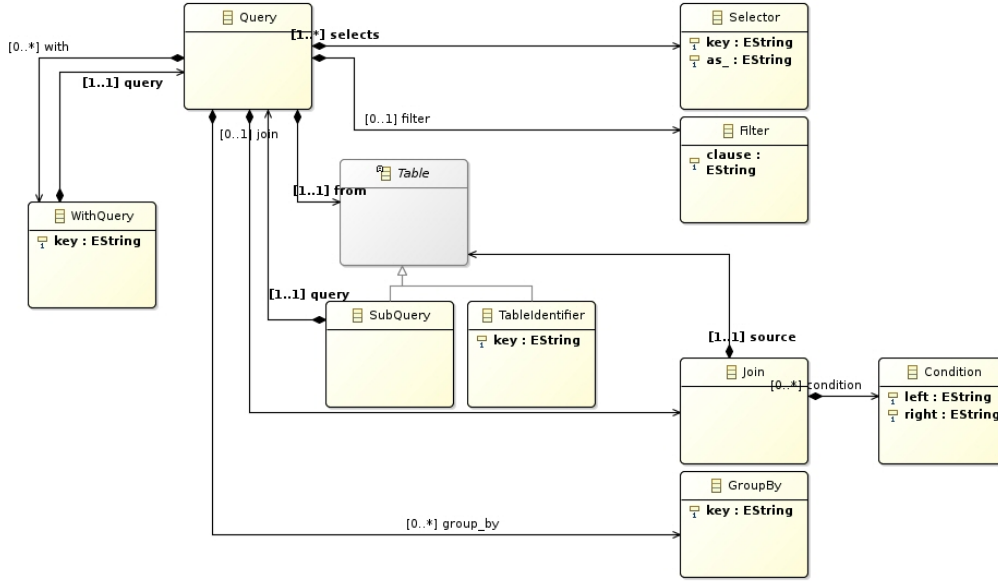 Query
Selector
[0..*] with
[1..*] selects
key : EString
as_ : EString
[1..1] query
[0..1] filter
Filter
clause :
EString
[0..1] join
Table
[1..1] from
WithQuery
key : EString
[1..1] query
SubQuery
TableIdentifier
key : EString
[1..1] source
Join
[0..*] condition
Condition
left : EString
right : EString
GroupBy
key : EString
[0..*] group_by